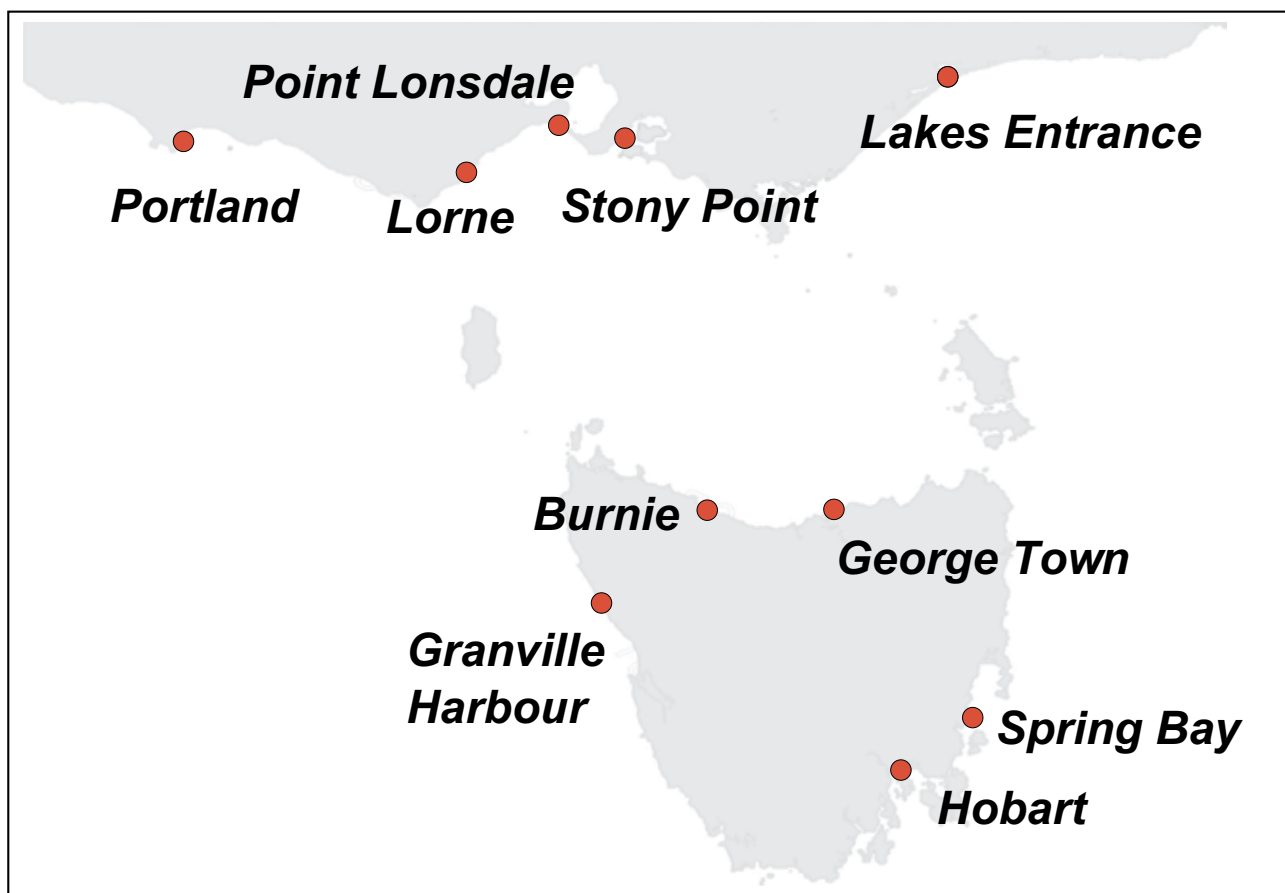 Point Lonsdale
Lakes Entrance
Portland
Lorne
Stony Point
Burnie
George Town
Granville
Harbour
Spring Bay
Hobart